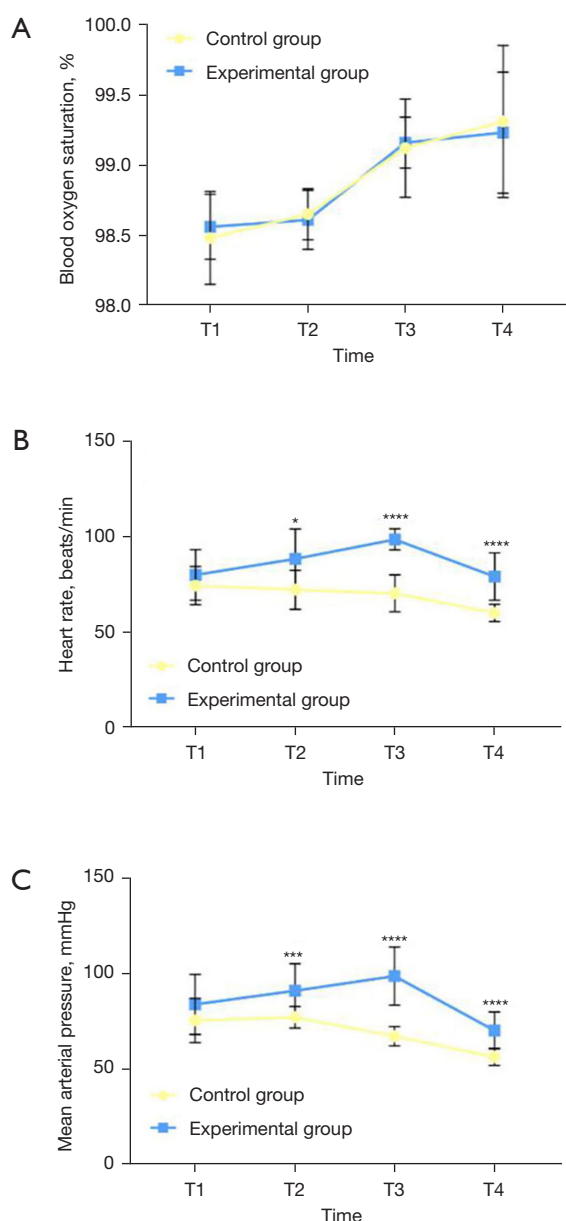 A
100.0
99.5
99.0
98.5
98.0
Blood oxygen saturation, %
Control group
Experimental group
T1 T2 T3 T4
Time
B
150
100
50
0
Heart rate, beats/min
* **** ****
Control group
Experimental group
T1 T2 T3 T4
Time
C
150
100
50
0
Mean arterial pressure, mmHg
*** **** ****
Control group
Experimental group
T1 T2 T3 T4
Time